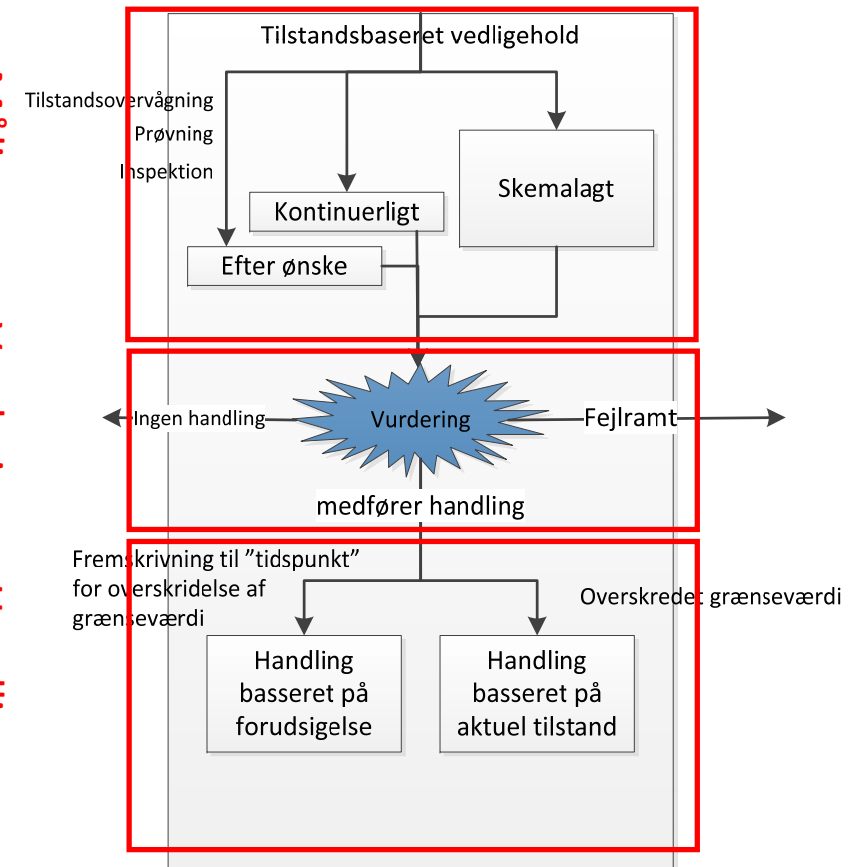 Tilstandsbaseret vedligehold
Tilstandsovervågning
Prøvning
Inspektion
Skemalagt
Kontinuerligt
Efter ønske
Ingen handling
Vurdering
Fejlramt
medfører handling
Fremskrivning til ”tidspunkt”
for overskridelse af
grænseværdi
Overskredet grænseværdi
Handling
basseret på
forudsigelse
Handling
basseret på
aktuel tilstand